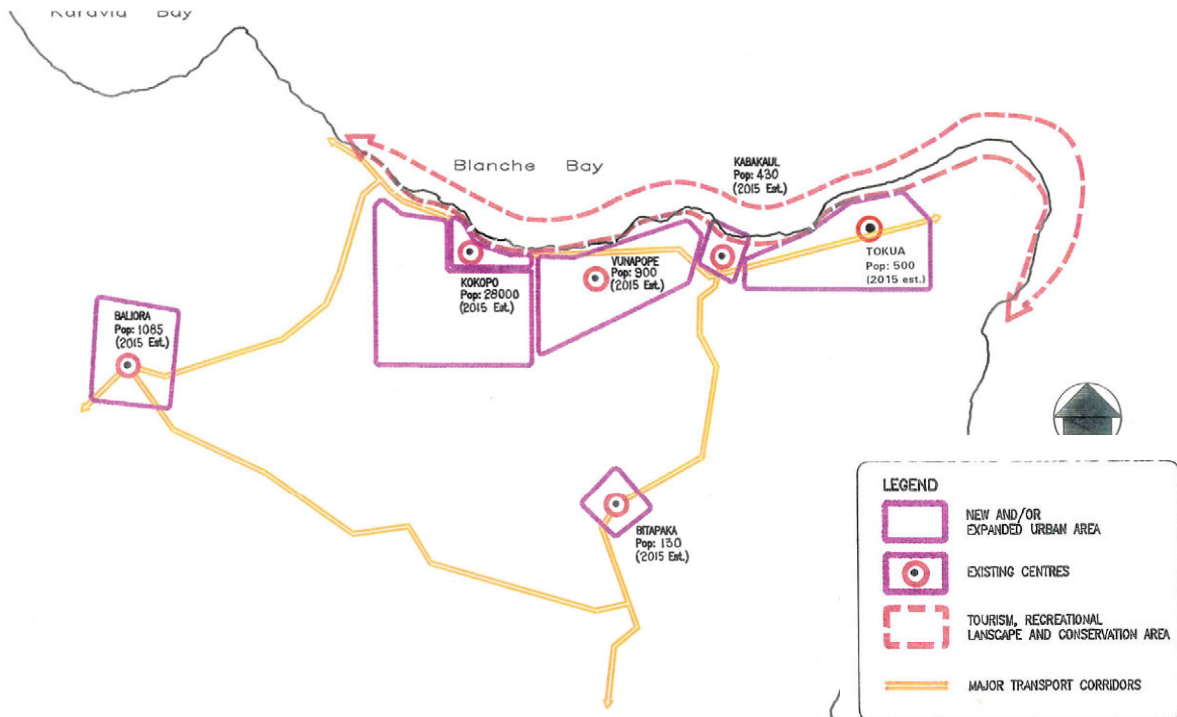 Karavia Bay
Blanche Bay
KABAKAUL
Pop: 430
(2015 Est.)
TOKUA
Pop: 500
(2015 est.)
VUNAPOPE
Pop: 900
(2015 Est.)
KOKOPO
Pop: 28000
(2015 Est.)
BALIORA
Pop: 1085
(2015 Est.)
BITAPAKA
Pop: 130
(2015 Est.)
LEGEND
NEW AND/OR
EXPANDED URBAN AREA
EXISTING CENTRES
TOURISM, RECREATIONAL
LANSCAPE AND CONSERVATION AREA
MAJOR TRANSPORT CORRIDORS